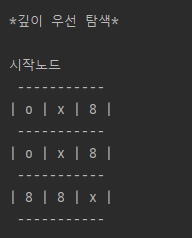 *깊이 우선 탐색*
시작노드
-----------
| o | x | 8 |
-----------
| o | x | 8 |
-----------
| 8 | 8 | x |
-----------